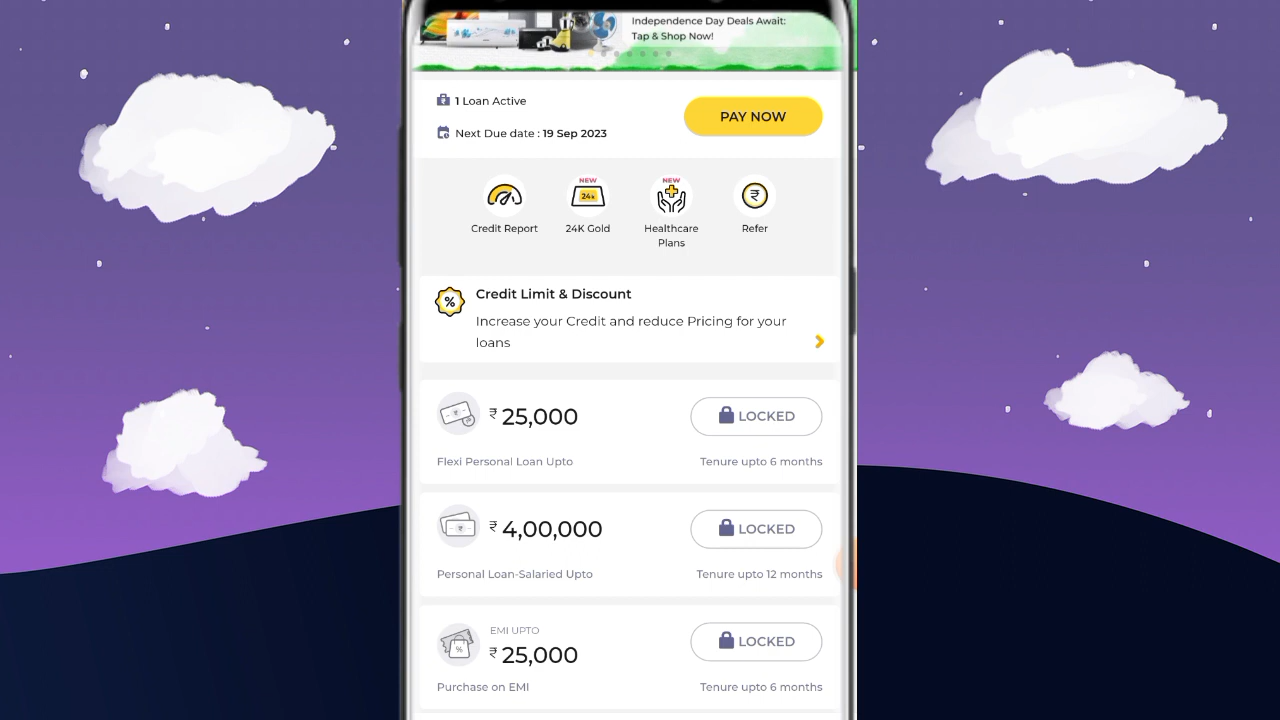 Independence Day Deals Await:
Tap & Shop Now!
1 Loan Active
PAY NOW
Next Due date : 19 Sep 2023
NEW
NEW
24k
Credit Report
24K Gold
Healthcare
Plans
Refer
Credit Limit & Discount
Increase your Credit and reduce Pricing for your
loans
₹ 25,000
LOCKED
Flexi Personal Loan Upto
Tenure upto 6 months
₹ 4,00,000
LOCKED
Personal Loan-Salaried Upto
Tenure upto 12 months
EMI UPTO
₹ 25,000
LOCKED
Purchase on EMI
Tenure upto 6 months